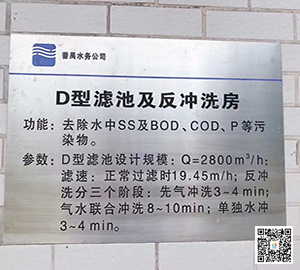 番禺水务公司
D型滤池及反冲洗房
功能：去除水中SS及BOD、COD、P等污
染物。
参数：D型滤池设计规模：Q=2800m³/h;
滤速：正常过滤时19.45m/h; 反冲
洗分三个阶段：先气冲洗3~4min;
气水联合冲洗8~10min; 单独水冲
3~4min。